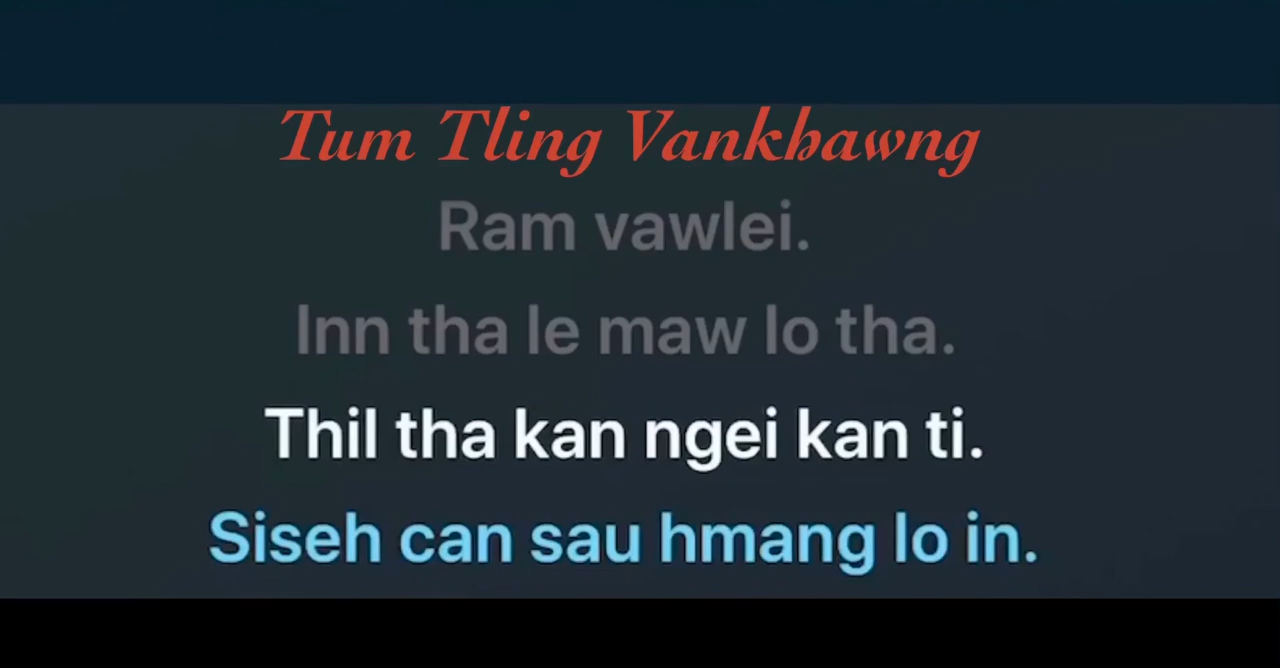 Tum Tling Vankhawng
Ram vawlei.
Inn tha le maw lo tha.
Thil tha kan ngei kan ti.
Siseh can sau hmang lo in.